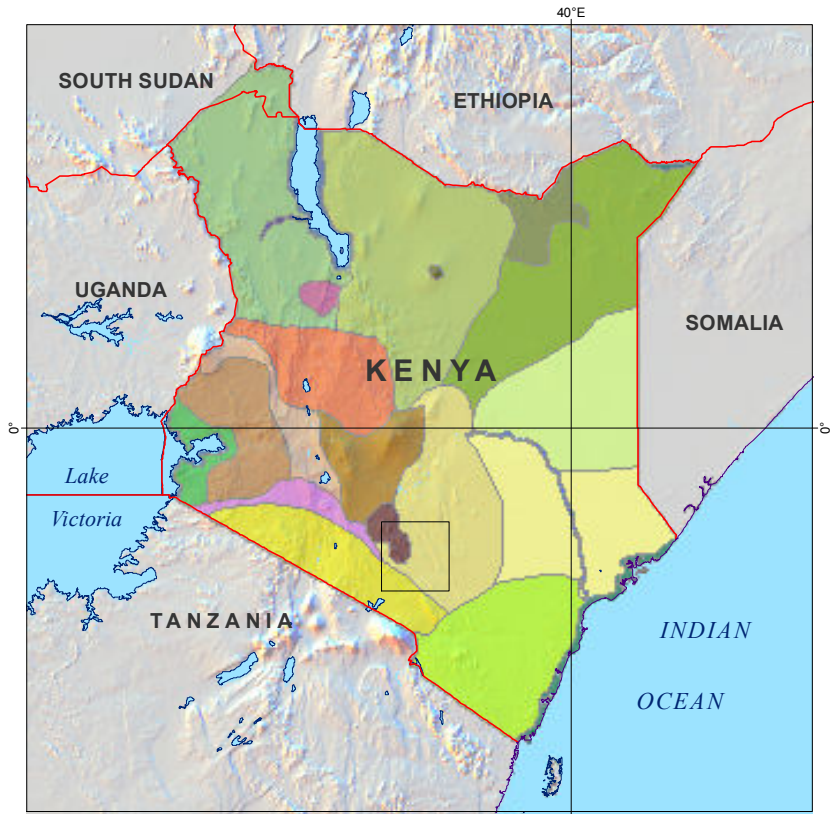 40°E
SOUTH SUDAN
ETHIOPIA
UGANDA
SOMALIA
KENYA
0°
0°
Lake
Victoria
TANZANIA
INDIAN
OCEAN